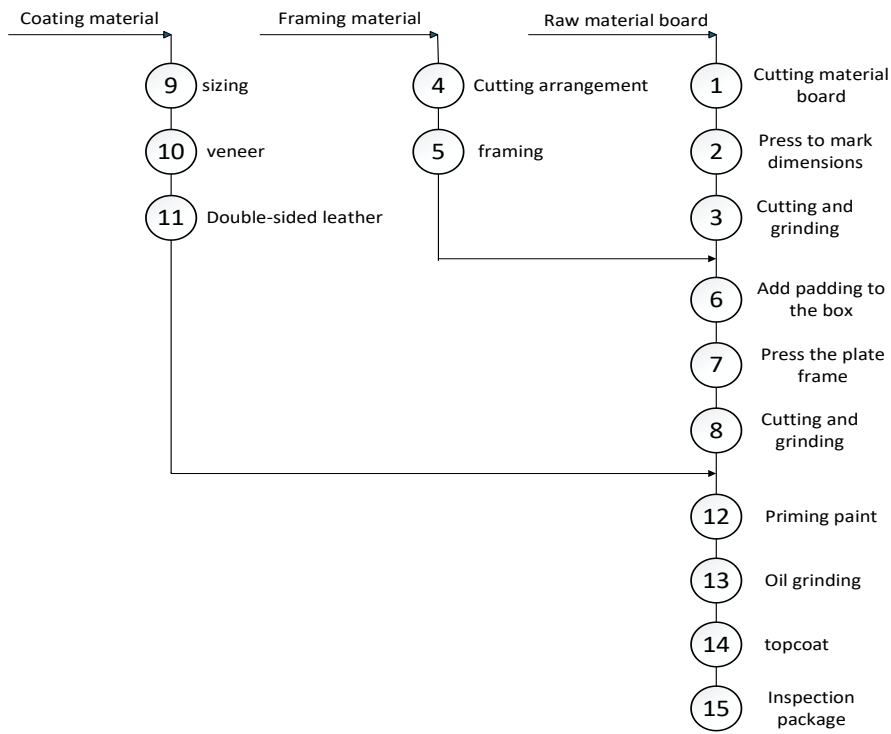 Coating material
Framing material
Raw material board
9 sizing
4 Cutting arrangement
1 Cutting material
board
10 veneer
5 framing
2 Press to mark
dimensions
11 Double-sided leather
3 Cutting and
grinding
6 Add padding to
the box
7 Press the plate
frame
8 Cutting and
grinding
12 Priming paint
13 Oil grinding
14 topcoat
15 Inspection
package